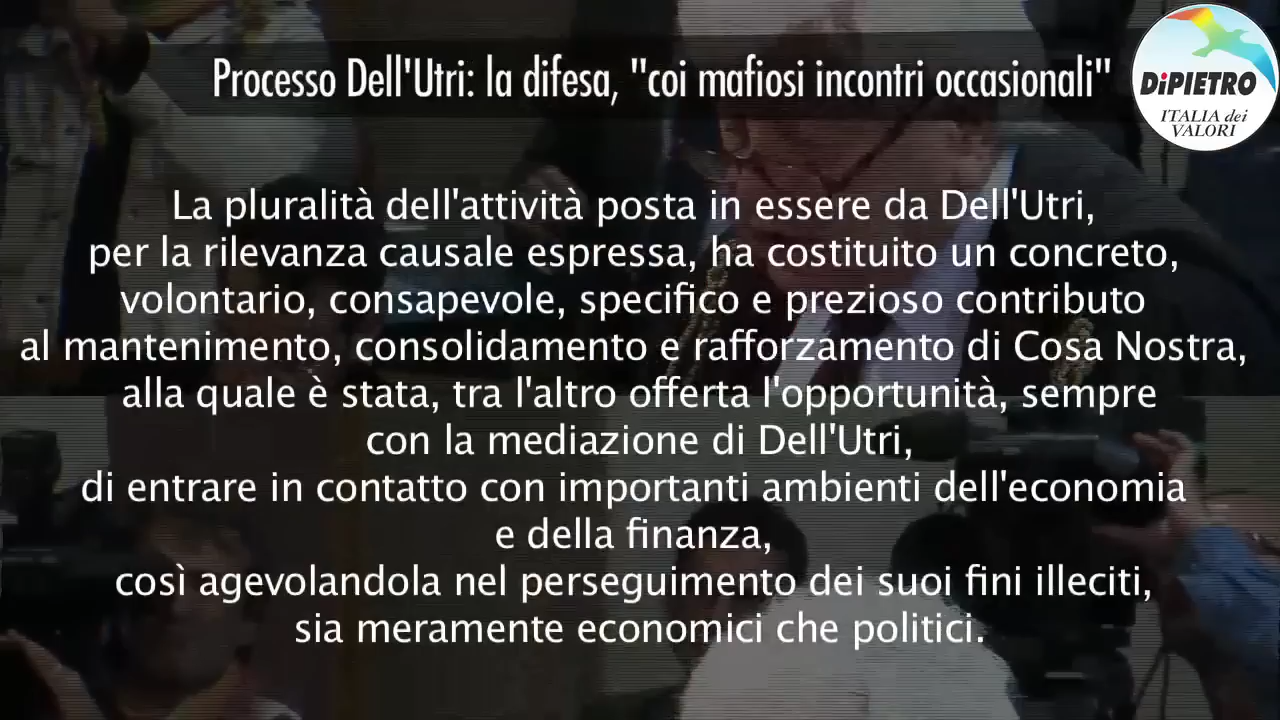 Processo Dell'Utri: la difesa, "coi mafiosi incontri occasionali"
DiPIETRO
ITALIA dei
VALORI
La pluralità dell'attività posta in essere da Dell'Utri,
per la rilevanza causale espressa, ha costituito un concreto,
volontario, consapevole, specifico e prezioso contributo
al mantenimento, consolidamento e rafforzamento di Cosa Nostra,
alla quale è stata, tra l'altro offerta l'opportunità, sempre
con la mediazione di Dell'Utri,
di entrare in contatto con importanti ambienti dell'economia
e della finanza,
così agevolandola nel perseguimento dei suoi fini illeciti,
sia meramente economici che politici.